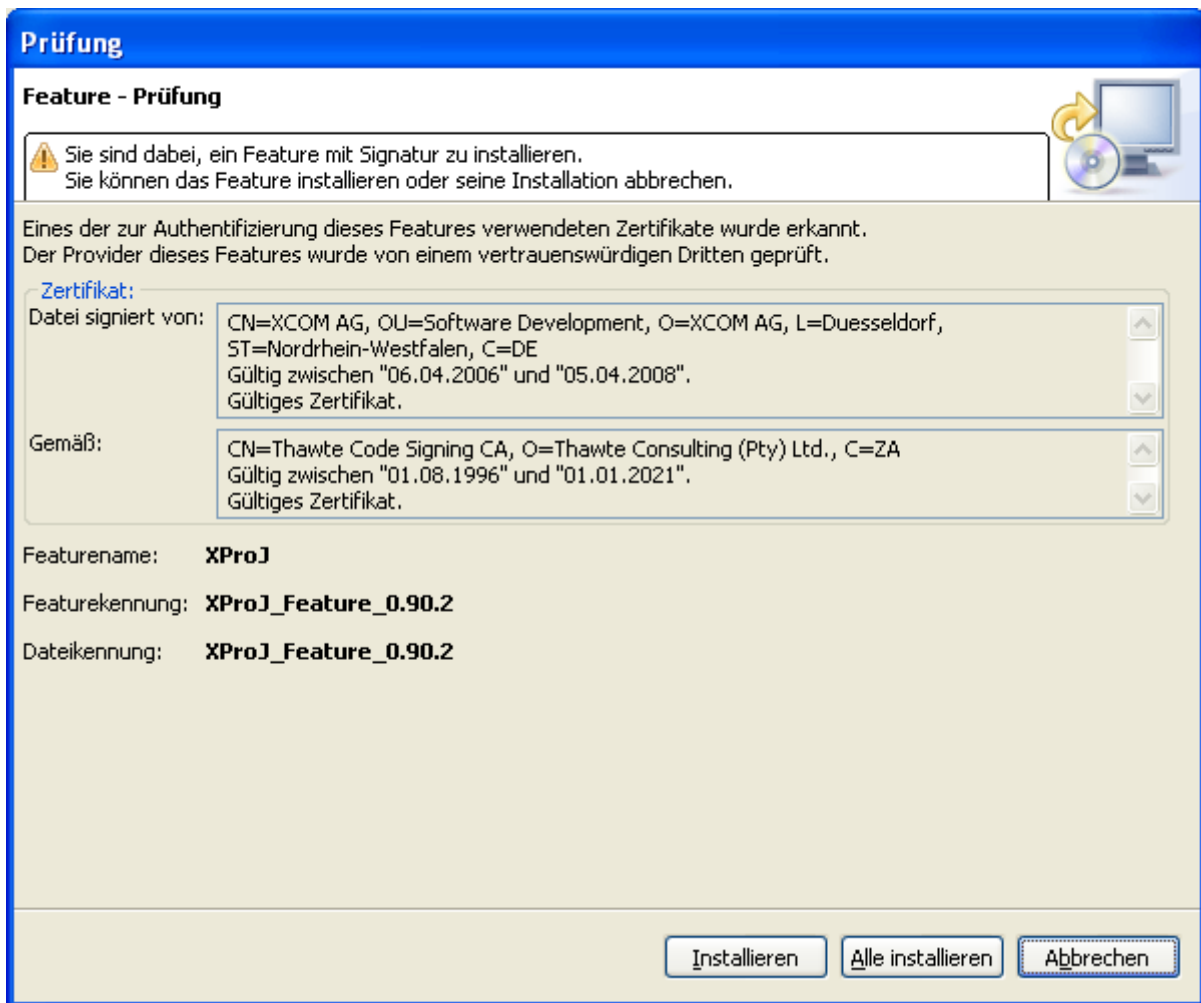 Prüfung
Feature - Prüfung
Sie sind dabei, ein Feature mit Signatur zu installieren.
Sie können das Feature installieren oder seine Installation abbrechen.
Eines der zur Authentifizierung dieses Features verwendeten Zertifikate wurde erkannt.
Der Provider dieses Features wurde von einem vertrauenswürdigen Dritten geprüft.
Zertifikat:
Datei signiert von: CN=XCOM AG, OU=Software Development, O=XCOM AG, L=Duesseldorf,
ST=Nordrhein-Westfalen, C=DE
Gültig zwischen "06.04.2006" und "05.04.2008".
Gültiges Zertifikat.
Gemäß: CN=Thawte Code Signing CA, O=Thawte Consulting (Pty) Ltd., C=ZA
Gültig zwischen "01.08.1996" und "01.01.2021".
Gültiges Zertifikat.
Featurename: XProJ
Featurekennung: XProJ_Feature_0.90.2
Dateikennung: XProJ_Feature_0.90.2
Installieren Alle installieren Abbrechen